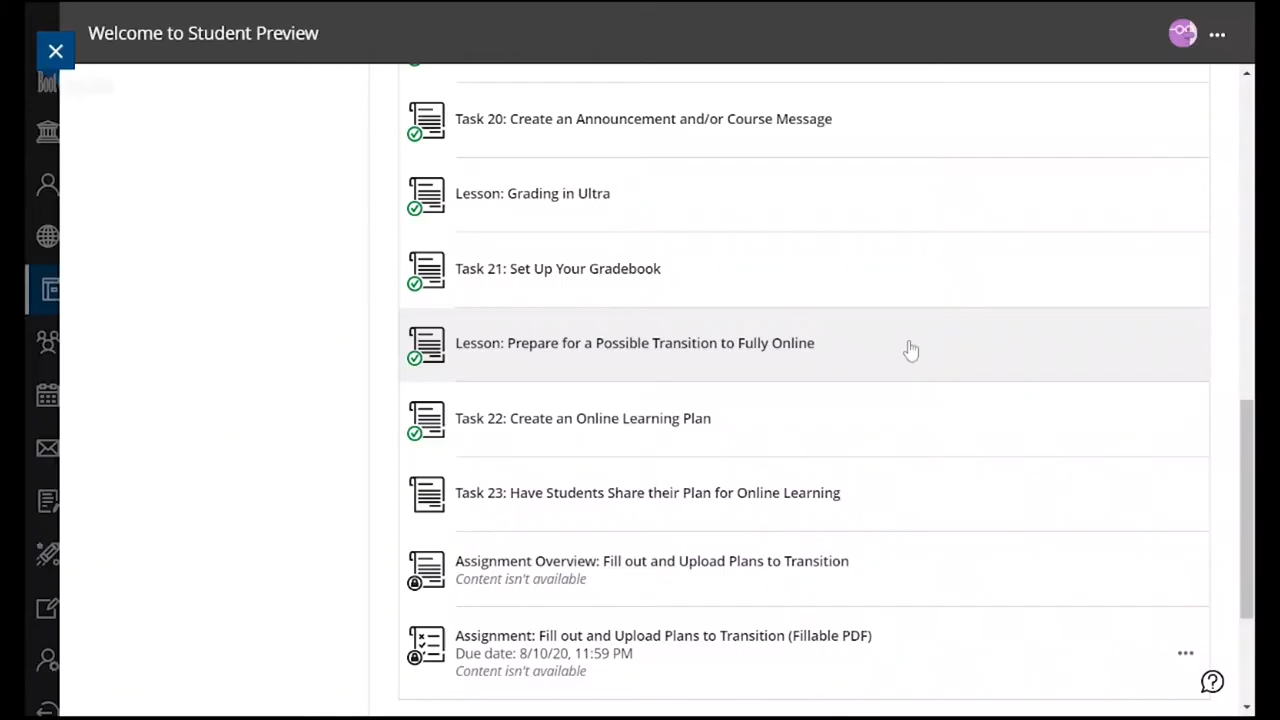 Welcome to Student Preview
Boot
Task 20: Create an Announcement and/or Course Message
Lesson: Grading in Ultra
Task 21: Set Up Your Gradebook
Lesson: Prepare for a Possible Transition to Fully Online
Task 22: Create an Online Learning Plan
Task 23: Have Students Share their Plan for Online Learning
Assignment Overview: Fill out and Upload Plans to Transition
Content isn't available
Assignment: Fill out and Upload Plans to Transition (Fillable PDF)
Due date: 8/10/20, 11:59 PM
Content isn't available